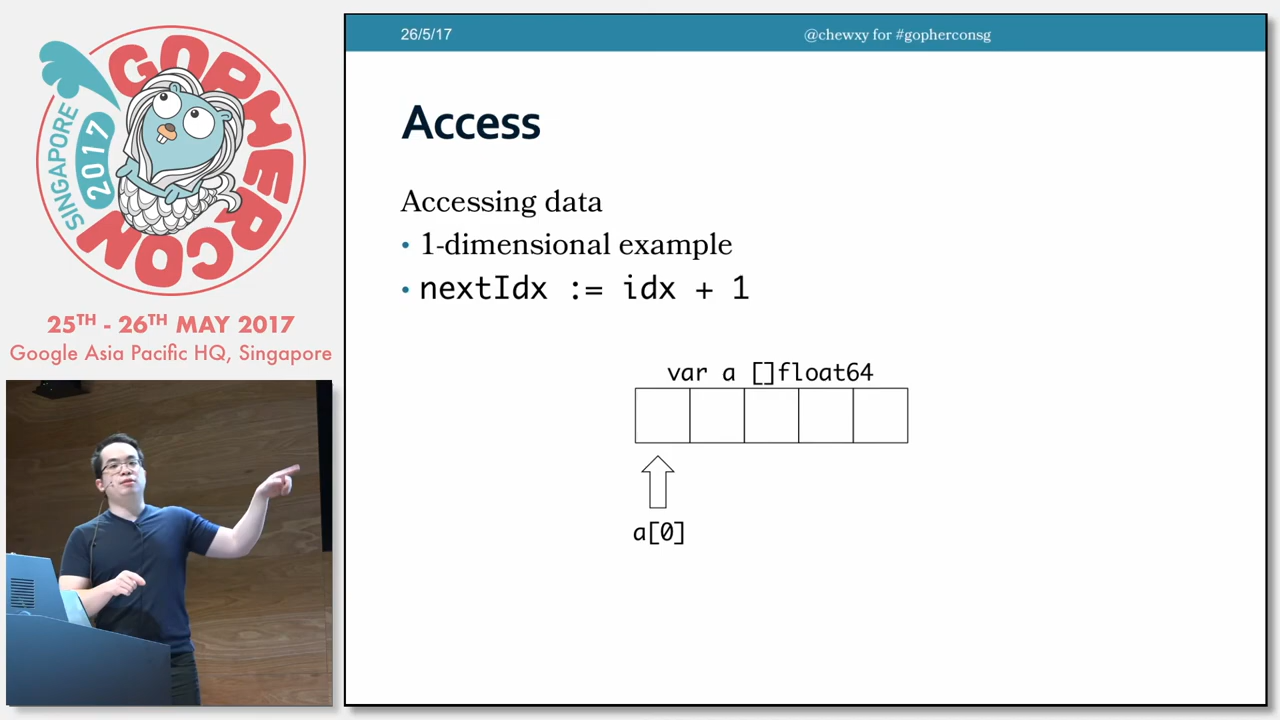 GOPHERCON
SINGAPORE
2017
25TH - 26TH MAY 2017
Google Asia Pacific HQ, Singapore
26/5/17
@chewxy for #gopherconsg
Access
Accessing data
• 1-dimensional example
• nextIdx := idx + 1
var a []float64
a[0]